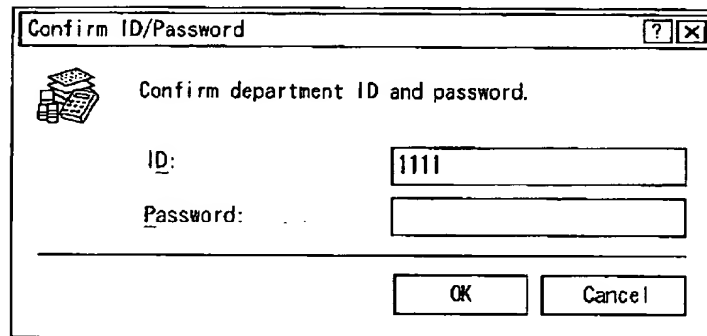 Confirm ID/Password ? X
Confirm department ID and password.
ID: 1111
Password:
OK Cancel